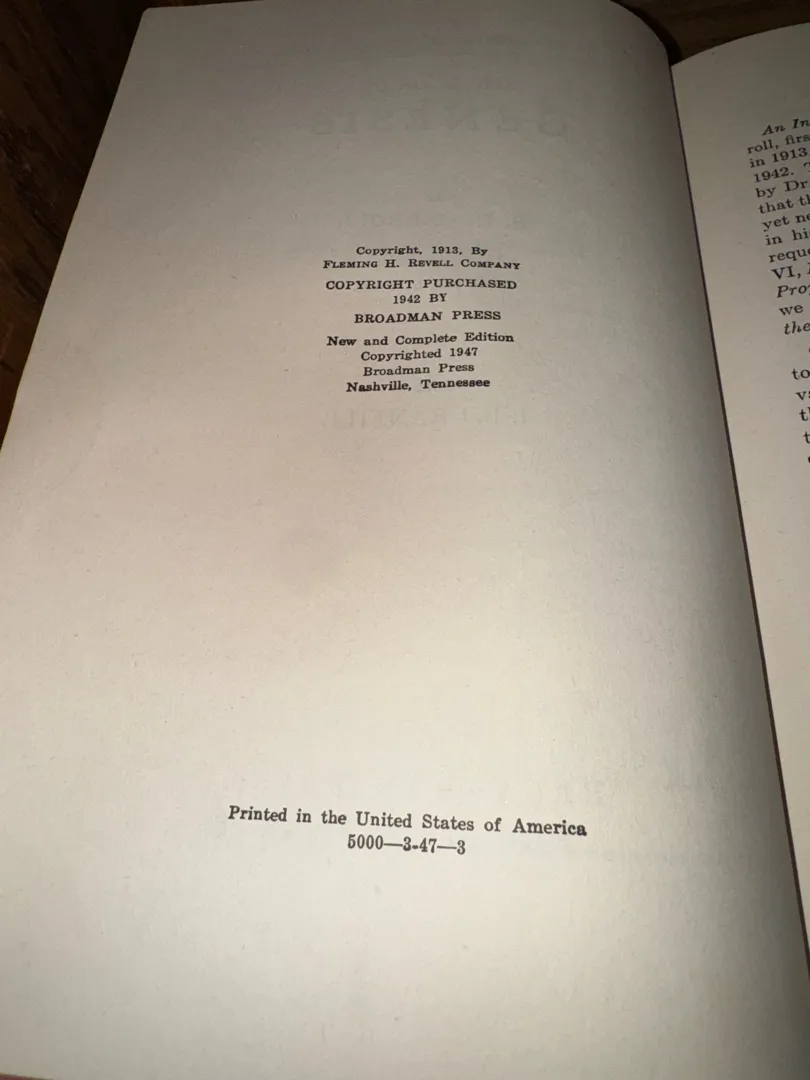 Copyright, 1913, By
FLEMING H. REVELL COMPANY
COPYRIGHT PURCHASED
1942 BY
BROADMAN PRESS
New and Complete Edition
Copyrighted 1947
Broadman Press
Nashville, Tennessee
Printed in the United States of America
5000—3-47—3
An In
roll, firs
in 1913
1942.
by Dr.
that th
yet ne
in hi
reque
VI,
Pro
we
the
to